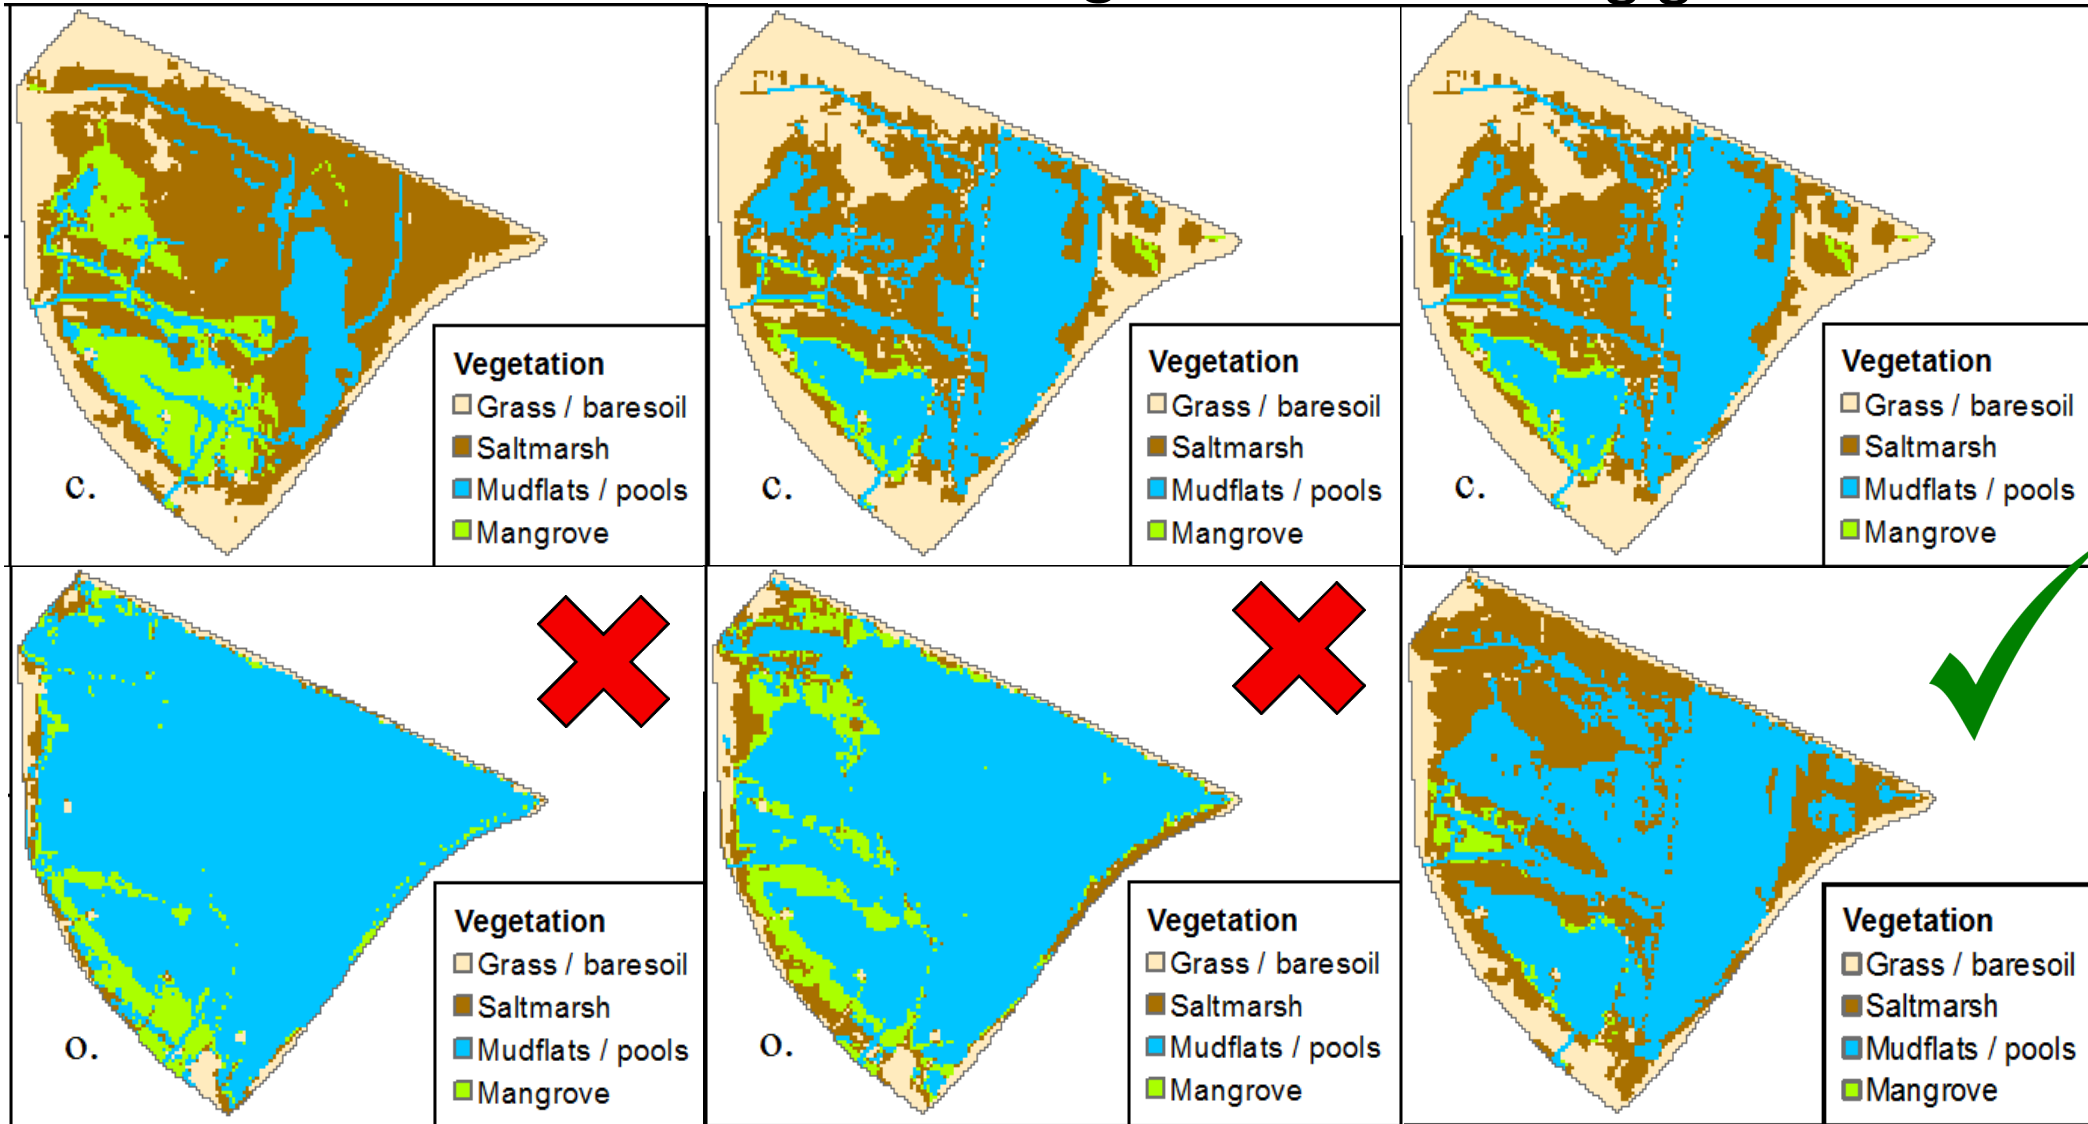 c.
Vegetation
Grass / baresoil
Saltmarsh
Mudflats / pools
Mangrove
c.
Vegetation
Grass / baresoil
Saltmarsh
Mudflats / pools
Mangrove
c.
Vegetation
Grass / baresoil
Saltmarsh
Mudflats / pools
Mangrove
o.
Vegetation
Grass / baresoil
Saltmarsh
Mudflats / pools
Mangrove
o.
Vegetation
Grass / baresoil
Saltmarsh
Mudflats / pools
Mangrove
Vegetation
Grass / baresoil
Saltmarsh
Mudflats / pools
Mangrove